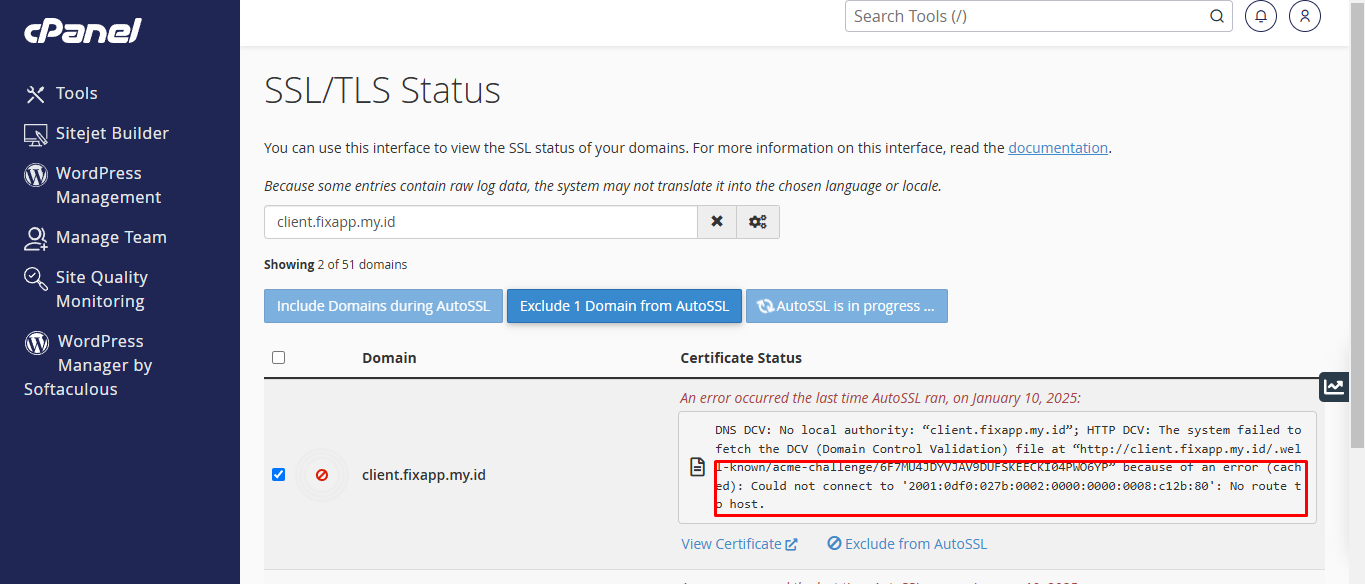 cPanel
Search Tools (/)
Tools
Sitejet Builder
WordPress
Management
Manage Team
Site Quality
Monitoring
WordPress
Manager by
Softaculous
SSL/TLS Status
You can use this interface to view the SSL status of your domains. For more information on this interface, read the documentation.
Because some entries contain raw log data, the system may not translate it into the chosen language or locale.
client.fixapp.my.id
Showing 2 of 51 domains
Include Domains during AutoSSL
Exclude 1 Domain from AutoSSL
AutoSSL is in progress ...
Domain
Certificate Status
client.fixapp.my.id
An error occurred the last time AutoSSL ran, on January 10, 2025:
DNS DCV: No local authority: “client.fixapp.my.id”; HTTP DCV: The system failed to
fetch the DCV (Domain Control Validation) file at “http://client.fixapp.my.id/.wel
l-known/acme-challenge/6F7MU4JDYVJAV9DUFSKEECKI04PWO6YP” because of an error (cach
ed): Could not connect to '2001:0df0:027b:0002:0000:0000:0008:c12b:80': No route t
o host.
View Certificate
Exclude from AutoSSL